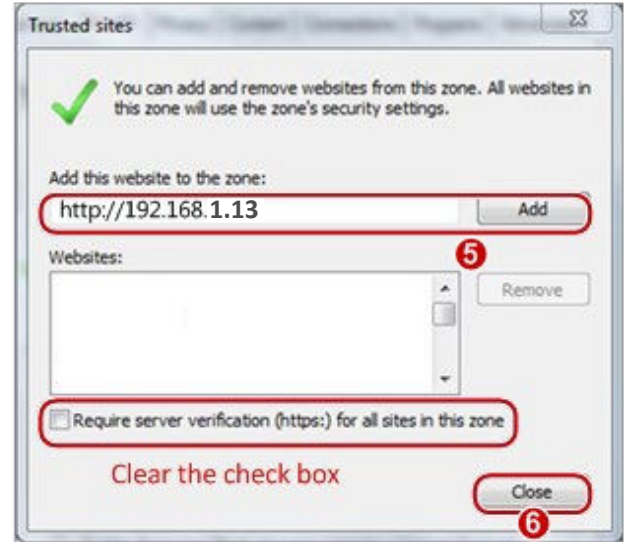 Trusted sites
You can add and remove websites from this zone. All websites in
this zone will use the zone's security settings.
Add this website to the zone:
http://192.168.1.13
Add
5
Websites:
Remove
Require server verification (https:) for all sites in this zone
Clear the check box
Close
6